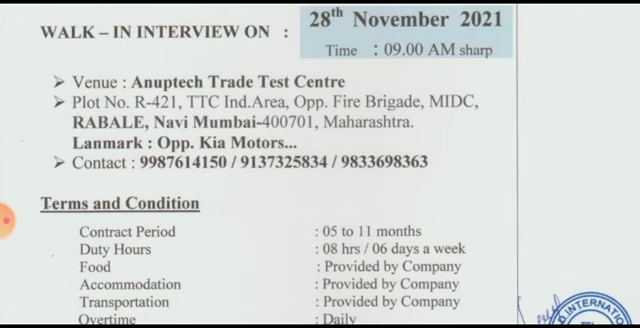 28th November 2021
WALK – IN INTERVIEW ON :
Time : 09.00 AM sharp
➢ Venue : Anuptech Trade Test Centre
➢ Plot No. R-421, TTC Ind.Area, Opp. Fire Brigade, MIDC,
RABALE, Navi Mumbai-400701, Maharashtra.
Lanmark : Opp. Kia Motors...
➢ Contact : 9987614150 / 9137325834 / 9833698363
Terms and Condition
Contract Period : 05 to 11 months
Duty Hours : 08 hrs / 06 days a week
Food : Provided by Company
Accommodation : Provided by Company
Transportation : Provided by Company
Overtime : Daily
INTERNATIO